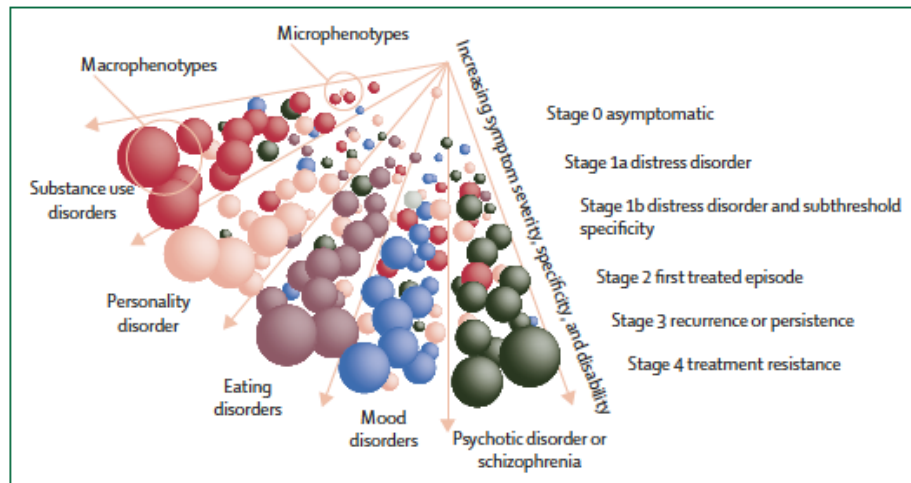 Microphenotypes
Macrophenotypes
Increasing symptom severity, specificity, and disability
Stage 0 asymptomatic
Stage 1a distress disorder
Stage 1b distress disorder and subthreshold
specificity
Stage 2 first treated episode
Stage 3 recurrence or persistence
Stage 4 treatment resistance
Substance use
disorders
Personality
disorder
Eating
disorders
Mood
disorders
Psychotic disorder or
schizophrenia